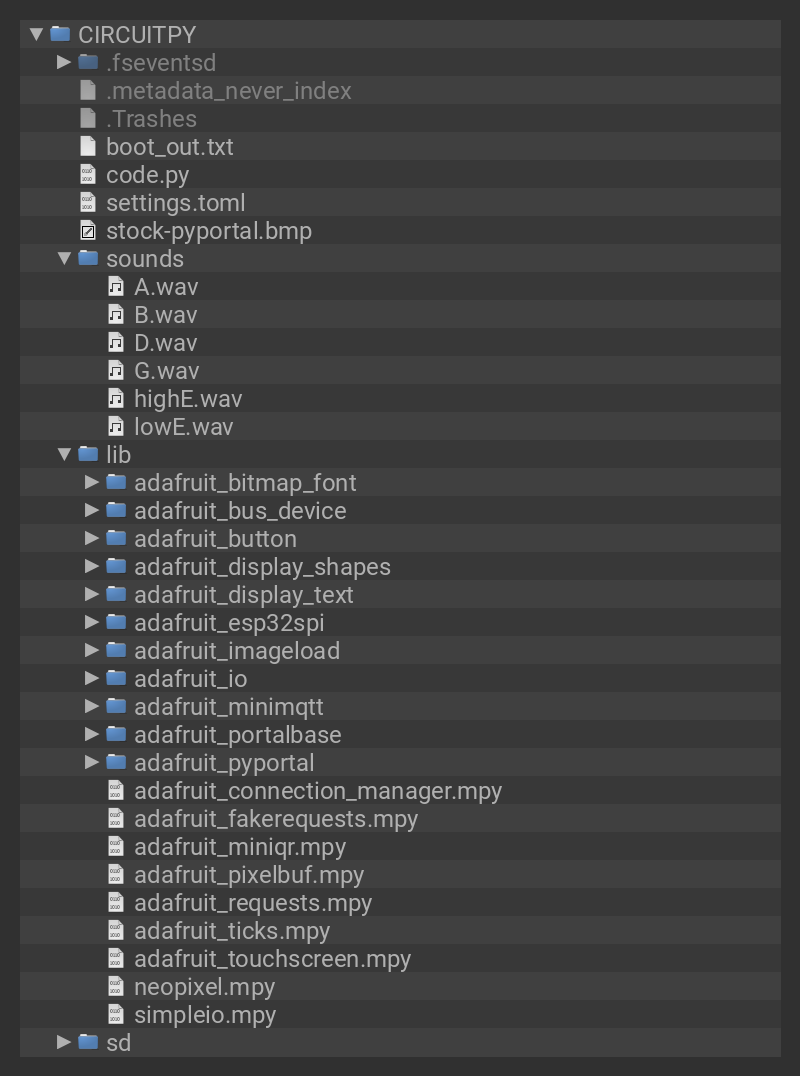 CIRCUITPY
.fseventsd
.metadata_never_index
.Trashes
boot_out.txt
code.py
settings.toml
stock-pyportal.bmp
sounds
A.wav
B.wav
D.wav
G.wav
highE.wav
lowE.wav
lib
adafruit_bitmap_font
adafruit_bus_device
adafruit_button
adafruit_display_shapes
adafruit_display_text
adafruit_esp32spi
adafruit_imageload
adafruit_io
adafruit_minimqtt
adafruit_portalbase
adafruit_pyportal
adafruit_connection_manager.mpy
adafruit_fakerequests.mpy
adafruit_miniqr.mpy
adafruit_pixelbuf.mpy
adafruit_requests.mpy
adafruit_ticks.mpy
adafruit_touchscreen.mpy
neopixel.mpy
simpleio.mpy
sd